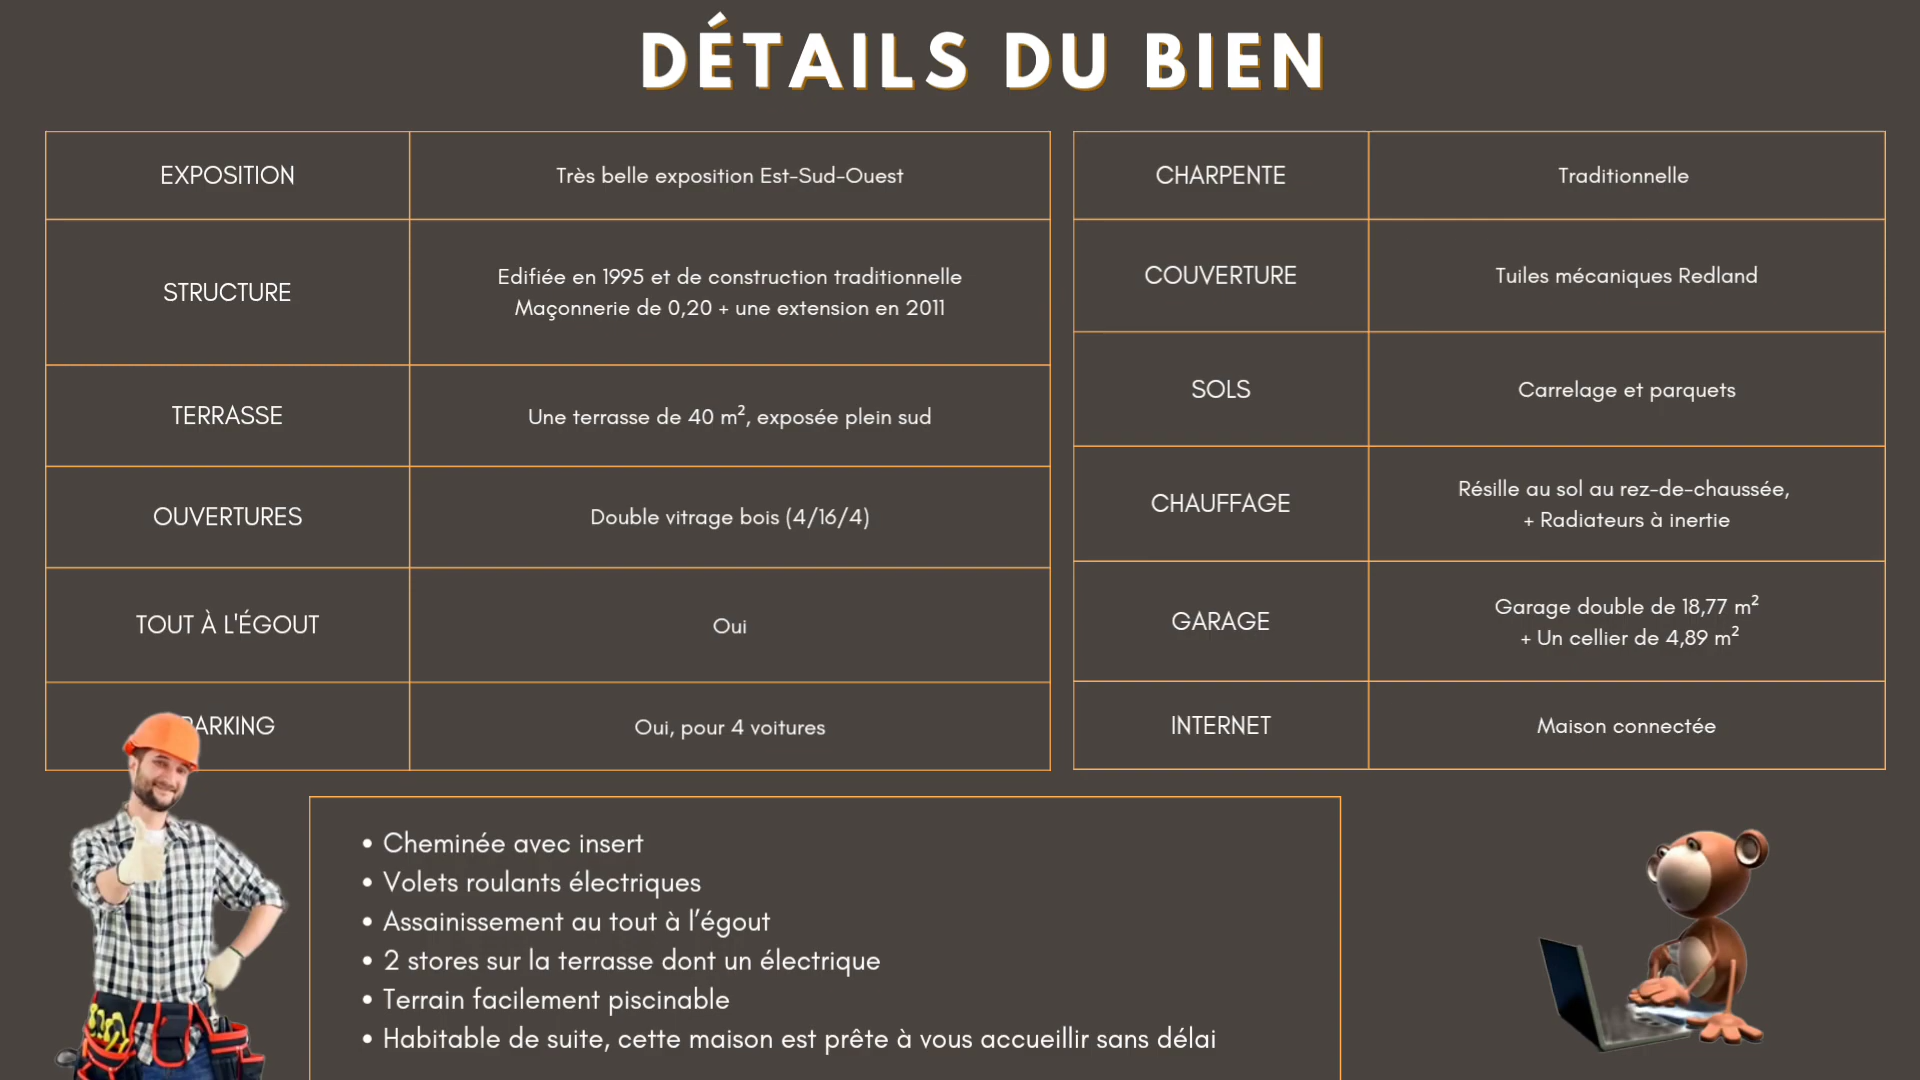 DÉTAILS DU BIEN
EXPOSITION
Très belle exposition Est-Sud-Ouest
STRUCTURE
Edifiée en 1995 et de construction traditionnelle
Maçonnerie de 0,20 + une extension en 2011
TERRASSE
Une terrasse de 40 m², exposée plein sud
OUVERTURES
Double vitrage bois (4/16/4)
TOUT À L'ÉGOUT
Oui
PARKING
Oui, pour 4 voitures
CHARPENTE
Traditionnelle
COUVERTURE
Tuiles mécaniques Redland
SOLS
Carrelage et parquets
CHAUFFAGE
Résille au sol au rez-de-chaussée,
+ Radiateurs à inertie
GARAGE
Garage double de 18,77 m²
+ Un cellier de 4,89 m²
INTERNET
Maison connectée
• Cheminée avec insert
• Volets roulants électriques
• Assainissement au tout à l’égout
• 2 stores sur la terrasse dont un électrique
• Terrain facilement piscinable
• Habitable de suite, cette maison est prête à vous accueillir sans délai